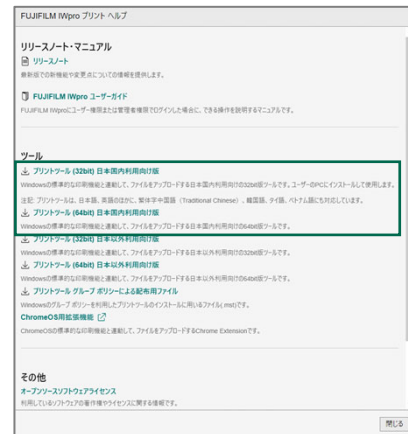 FUJIFILM IWpro プリント ヘルプ
リリースノート・マニュアル
リリースノート
最新版での新機能や変更点についての情報を提供します。
FUJIFILM IWpro ユーザーガイド
FUJIFILM IWproにユーザー権限または管理者権限でログインした場合に、できる操作を説明するマニュアルです。
ツール
プリントツール (32bit) 日本国内利用向け版
Windowsの標準的な印刷機能と連動して、ファイルをアップロードする日本国内利用向けの32bit版ツールです。ユーザーのPCにインストールして使用します。
注記: プリントツールは、日本語、英語のほかに、繁体字中国語 (Traditional Chinese) 、韓国語、タイ語、ベトナム語にも対応しています。
プリントツール (64bit) 日本国内利用向け版
Windowsの標準的な印刷機能と連動して、ファイルをアップロードする日本国内利用向けの64bit版ツールです。
プリントツール (32bit) 日本以外利用向け版
Windowsの標準的な印刷機能と連動して、ファイルをアップロードする日本以外利用向けの32bit版ツールです。
プリントツール (64bit) 日本以外利用向け版
Windowsの標準的な印刷機能と連動して、ファイルをアップロードする日本以外利用向けの64bit版ツールです。
プリントツール グループ ポリシーによる配布用ファイル
Windowsのグループ ポリシーを利用したプリントツールのインストールに用いるファイル(.mst)です。
ChromeOS用拡張機能
ChromeOSの標準的な印刷機能と連動して、ファイルをアップロードするChrome Extensionです。
その他
オープンソースソフトウェアライセンス
利用しているソフトウェアの著作権やライセンスに関する情報です。
閉じる